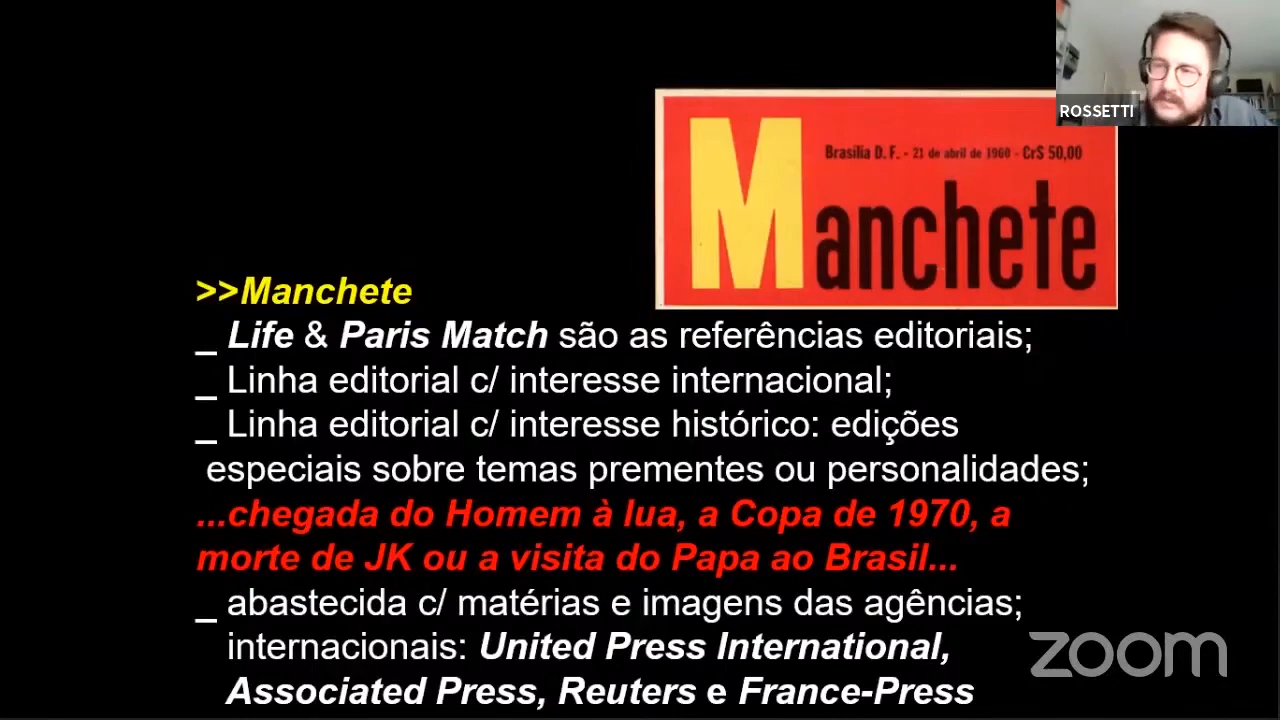 ROSSETTI
Brasília D. F. - 21 de abril de 1960 - Cr$ 50,00
Manchete
>>Manchete
_ Life & Paris Match são as referências editoriais;
_ Linha editorial c/ interesse internacional;
_ Linha editorial c/ interesse histórico: edições
especiais sobre temas prementes ou personalidades;
...chegada do Homem à lua, a Copa de 1970, a
morte de JK ou a visita do Papa ao Brasil...
_ abastecida c/ matérias e imagens das agências;
internacionais: United Press International,
Associated Press, Reuters e France-Press
zoom